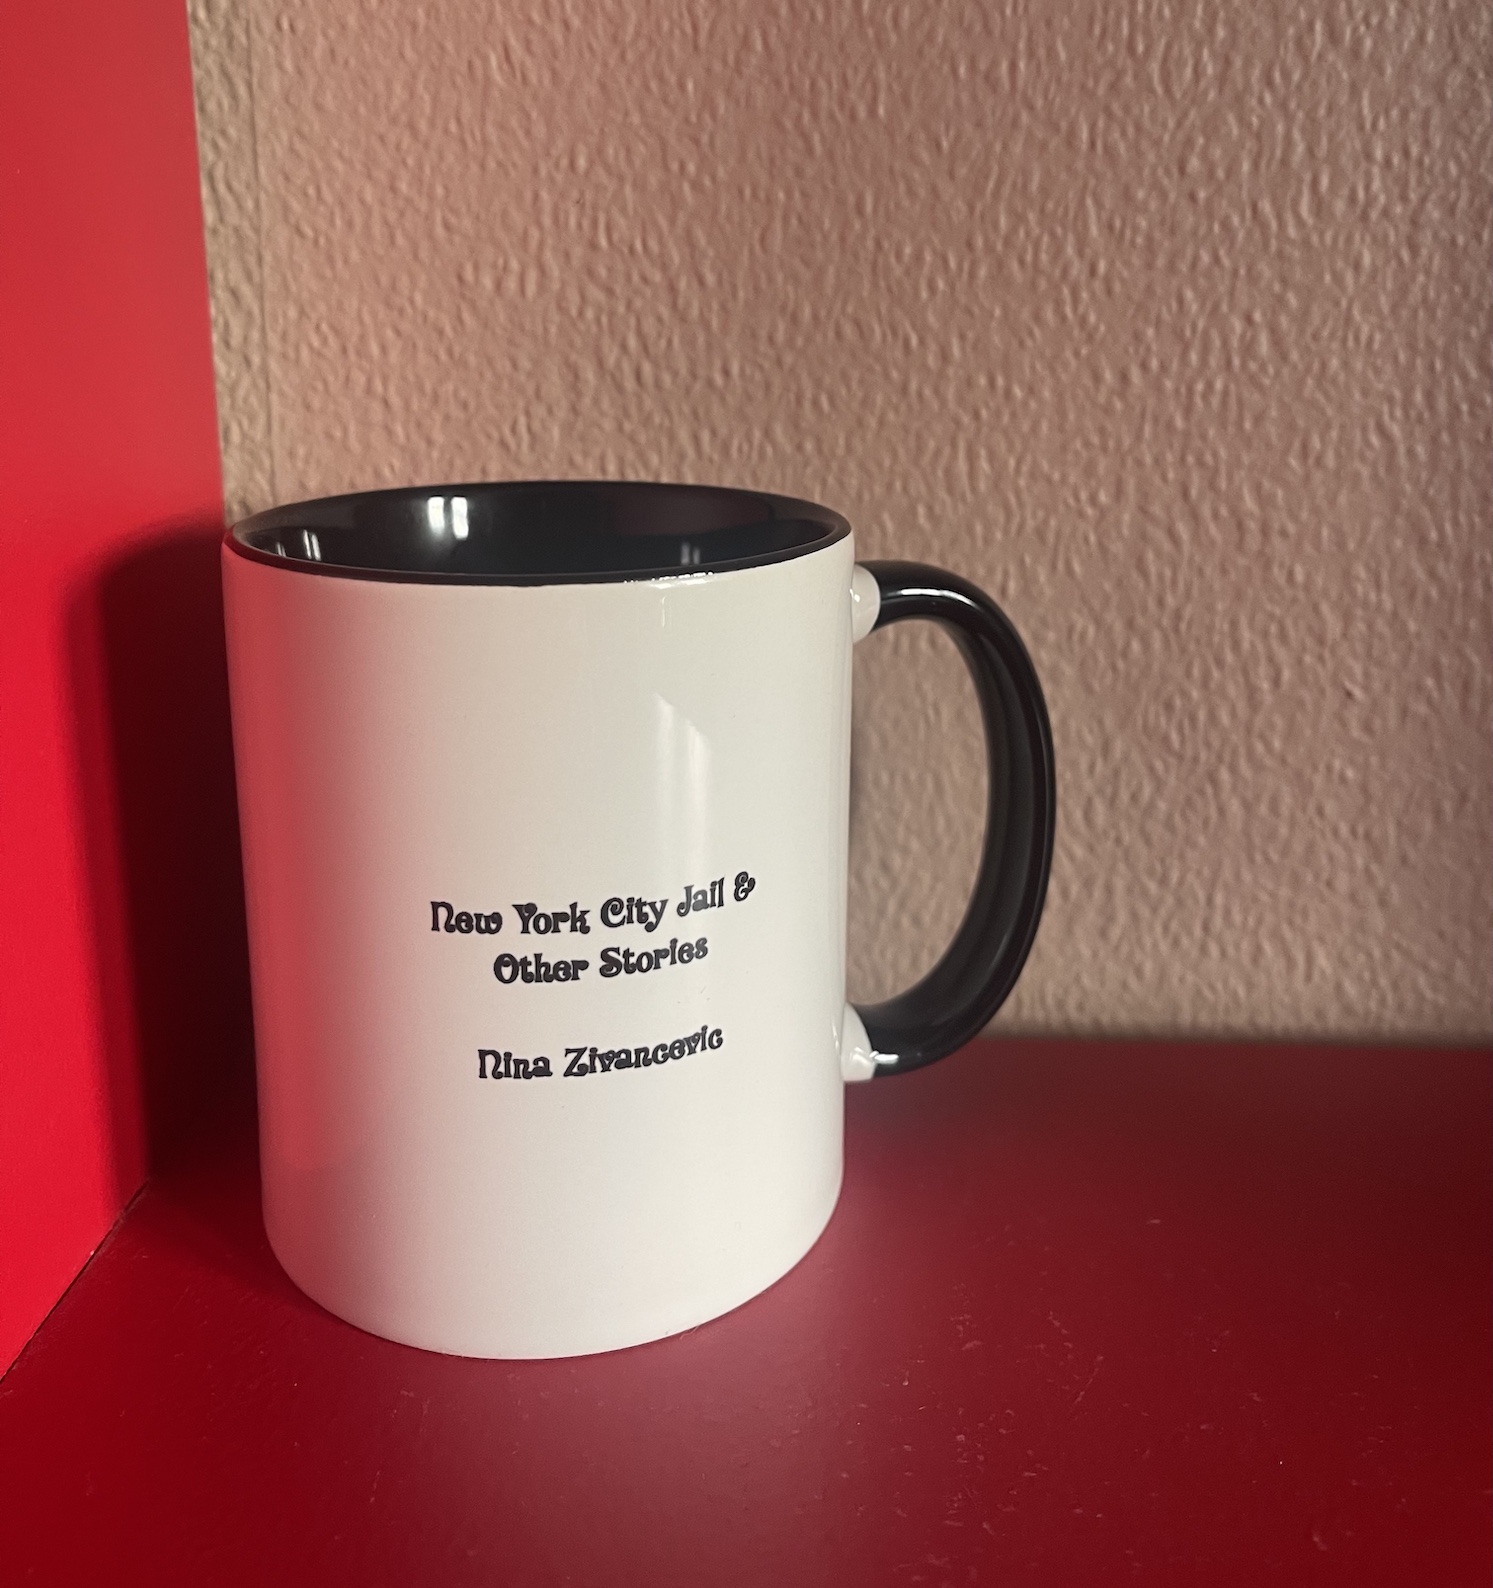 New York City Jail &
Other Stories
Nina Zivancevic